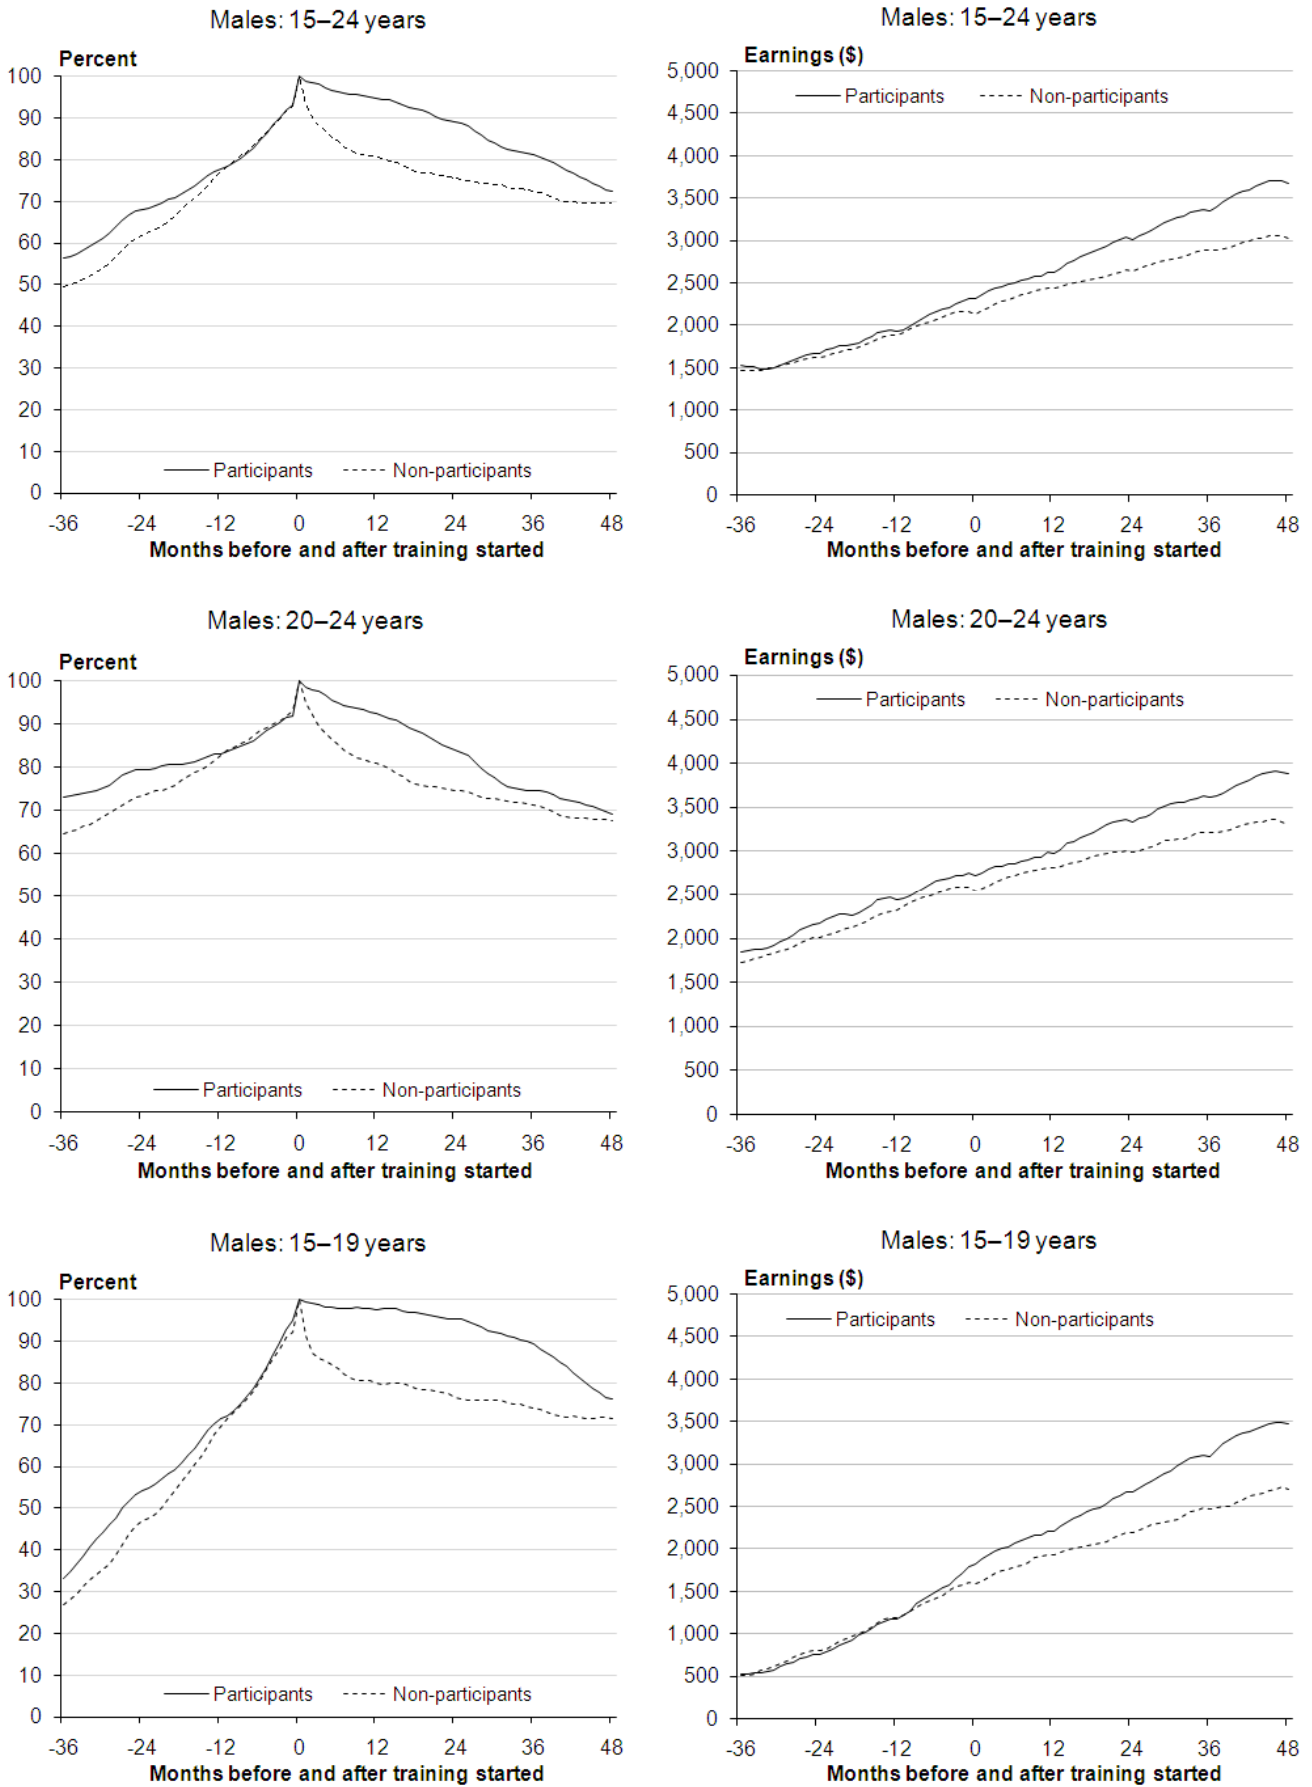 Males: 15–24 years
Percent
100
90
80
70
60
50
40
30
20
10
0
Participants Non-participants
-36 -24 -12 0 12 24 36 48
Months before and after training started
Males: 15–24 years
Earnings ($)
5,000
4,500
4,000
3,500
3,000
2,500
2,000
1,500
1,000
500
0
Participants Non-participants
-36 -24 -12 0 12 24 36 48
Months before and after training started
Males: 20–24 years
Percent
100
90
80
70
60
50
40
30
20
10
0
Participants Non-participants
-36 -24 -12 0 12 24 36 48
Months before and after training started
Males: 20–24 years
Earnings ($)
5,000
4,500
4,000
3,500
3,000
2,500
2,000
1,500
1,000
500
0
Participants Non-participants
-36 -24 -12 0 12 24 36 48
Months before and after training started
Males: 15–19 years
Percent
100
90
80
70
60
50
40
30
20
10
0
Participants Non-participants
-36 -24 -12 0 12 24 36 48
Months before and after training started
Males: 15–19 years
Earnings ($)
5,000
4,500
4,000
3,500
3,000
2,500
2,000
1,500
1,000
500
0
Participants Non-participants
-36 -24 -12 0 12 24 36 48
Months before and after training started